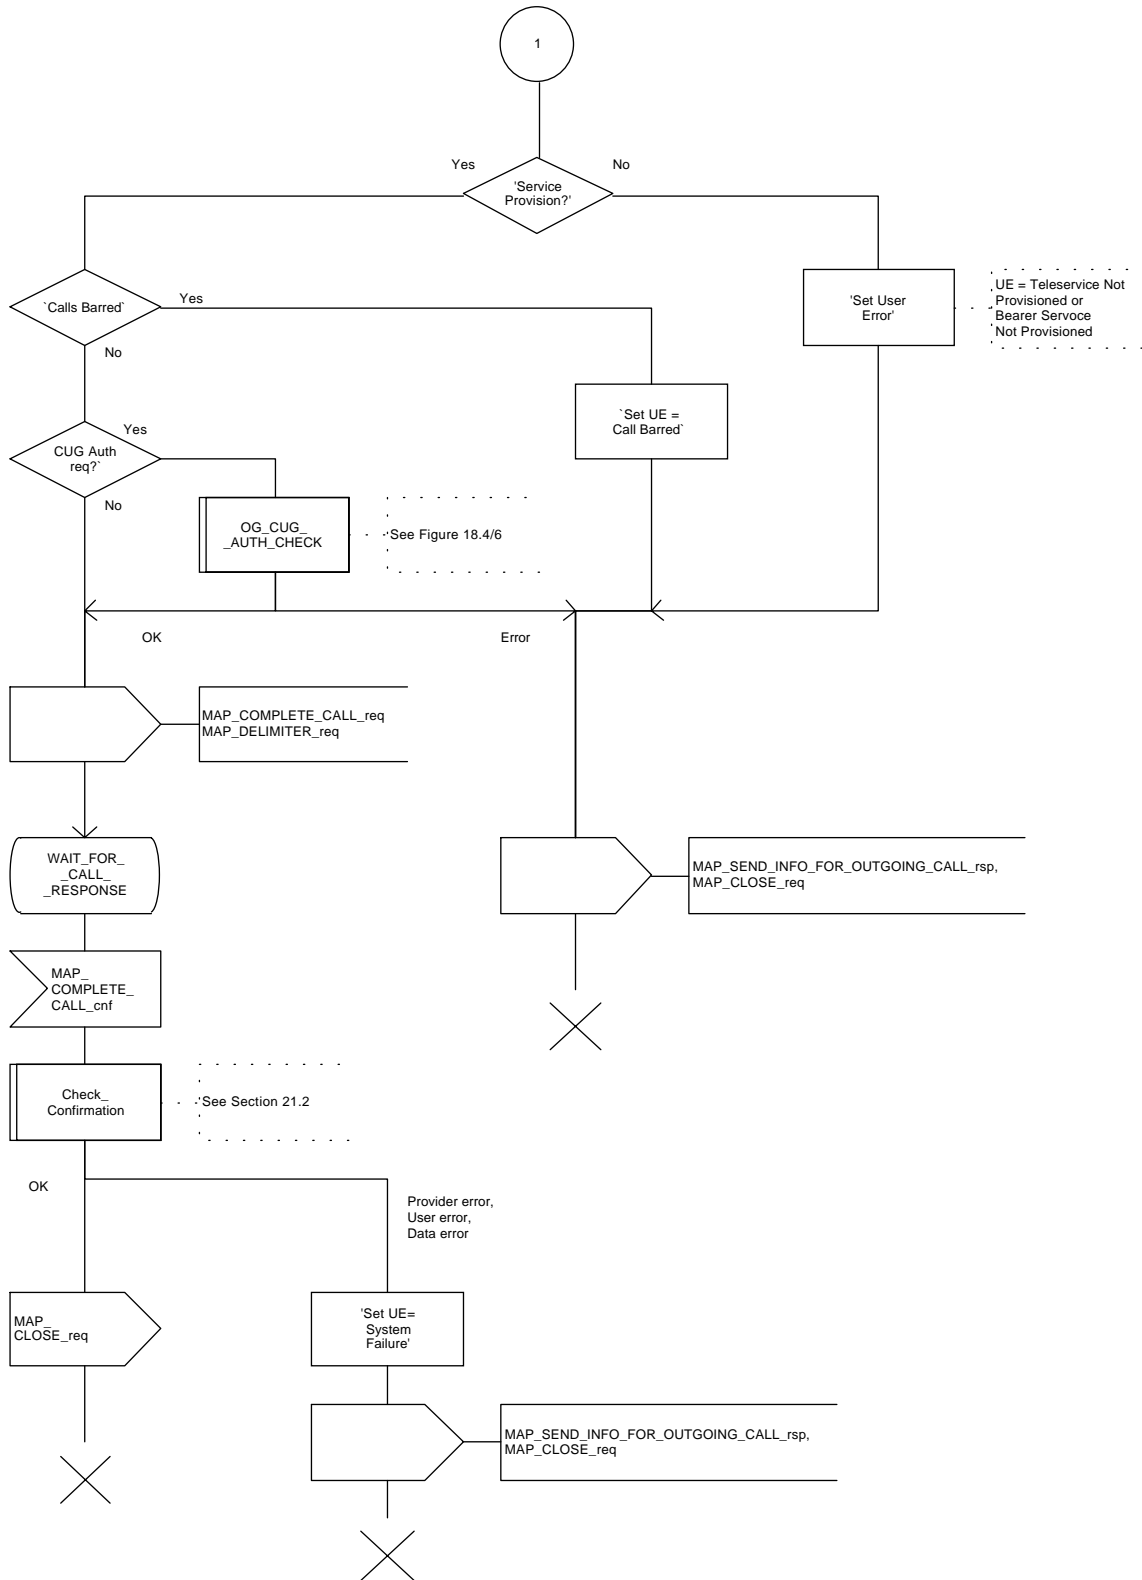 1
Yes
No
'Service
Provision?'
`Calls Barred`
Yes
No
'Set User
Error'
UE = Teleservice Not
Provisioned or
Bearer Servoce
Not Provisioned
`Set UE =
Call Barred`
CUG Auth
req?`
Yes
No
OG_CUG_
_AUTH_CHECK
See Figure 18.4/6
OK
Error
MAP_COMPLETE_CALL_req
MAP_DELIMITER_req
WAIT_FOR_
_CALL_
_RESPONSE
MAP_SEND_INFO_FOR_OUTGOING_CALL_rsp,
MAP_CLOSE_req
MAP_
COMPLETE_
CALL_cnf
Check_
Confirmation
See Section 21.2
OK
Provider error,
User error,
Data error
MAP_
CLOSE_req
'Set UE=
System
Failure'
MAP_SEND_INFO_FOR_OUTGOING_CALL_rsp,
MAP_CLOSE_req